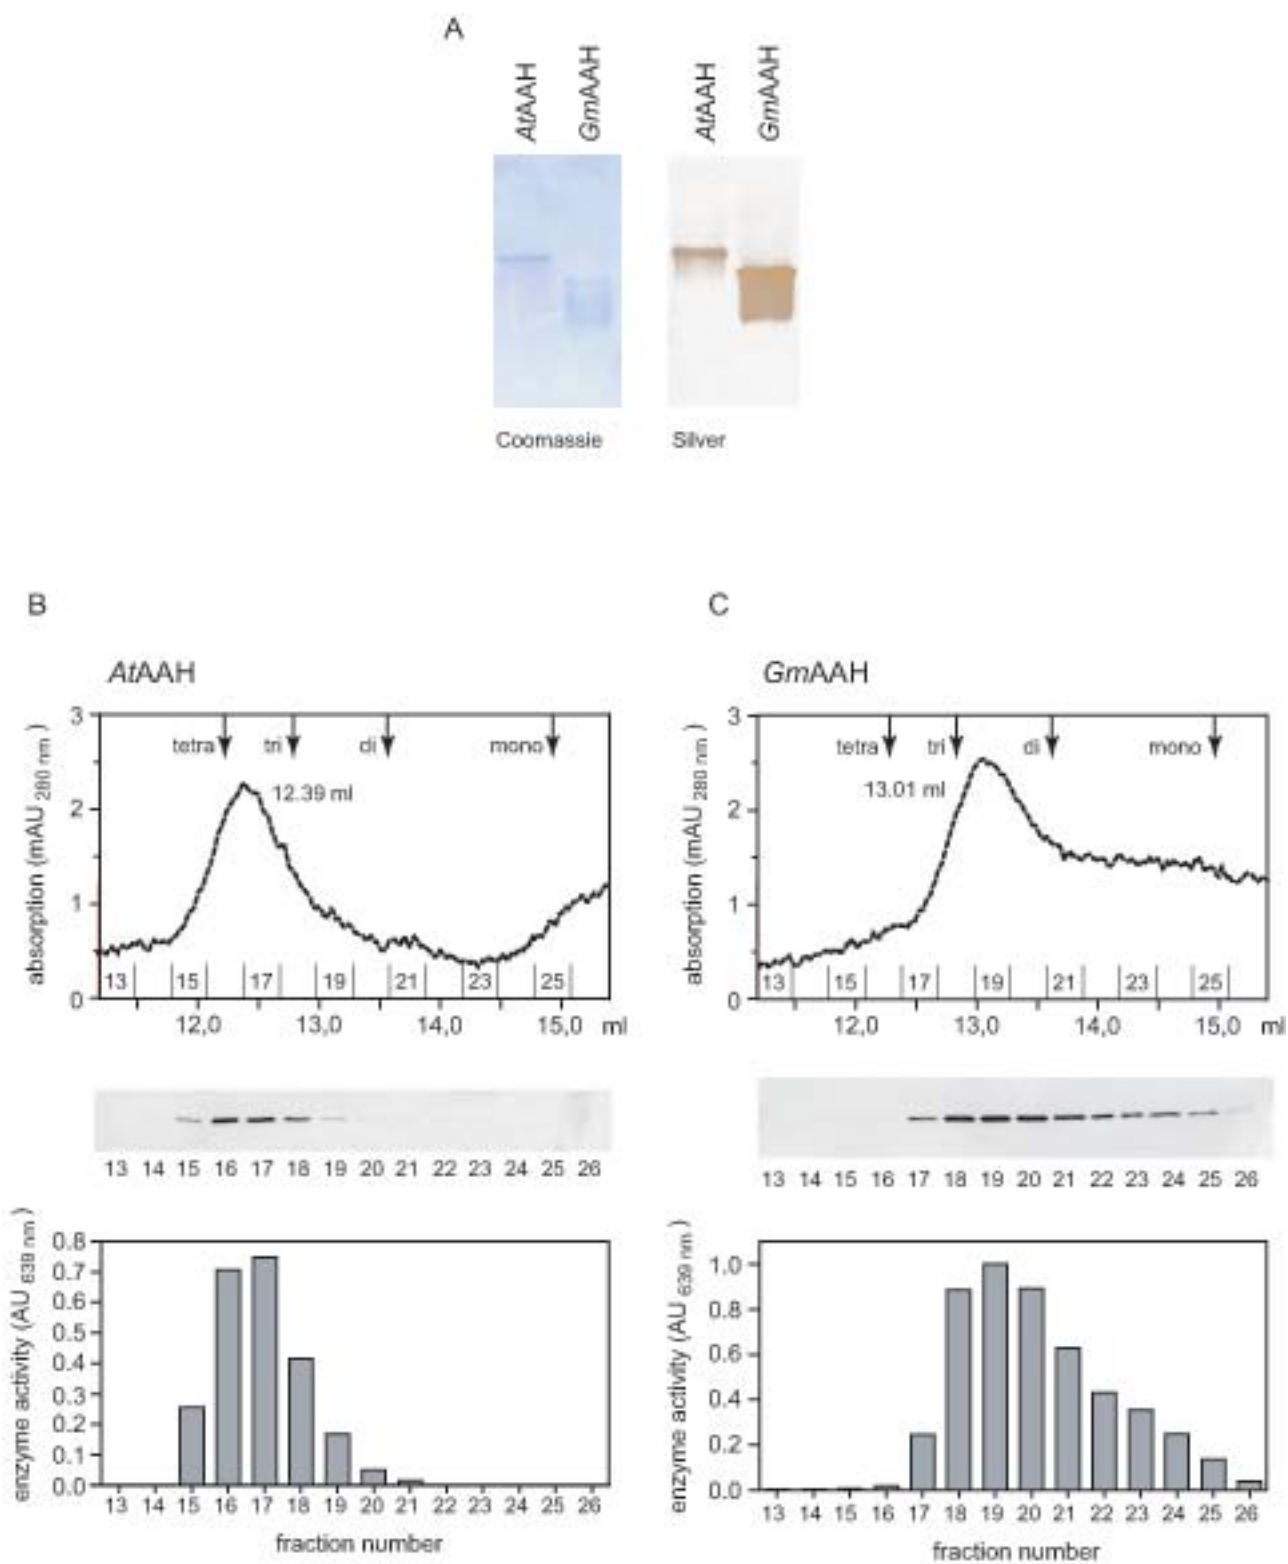 A
AtAAH GmAAH AtAAH GmAAH
Coomassie Silver
B
AtAAH
absorption (mAU 280 nm)
3
2
1
0
tetra tri di mono
12.39 ml
13 15 17 19 21 23 25
12,0 13,0 14,0 15,0 ml
13 14 15 16 17 18 19 20 21 22 23 24 25 26
enzyme activity (AU 639 nm)
0.8
0.7
0.6
0.5
0.4
0.3
0.2
0.1
0.0
13 14 15 16 17 18 19 20 21 22 23 24 25 26
fraction number
C
GmAAH
absorption (mAU 280 nm)
3
2
1
0
tetra tri di mono
13.01 ml
13 15 17 19 21 23 25
12,0 13,0 14,0 15,0 ml
13 14 15 16 17 18 19 20 21 22 23 24 25 26
enzyme activity (AU 639 nm)
1.0
0.8
0.6
0.4
0.2
0.0
13 14 15 16 17 18 19 20 21 22 23 24 25 26
fraction number